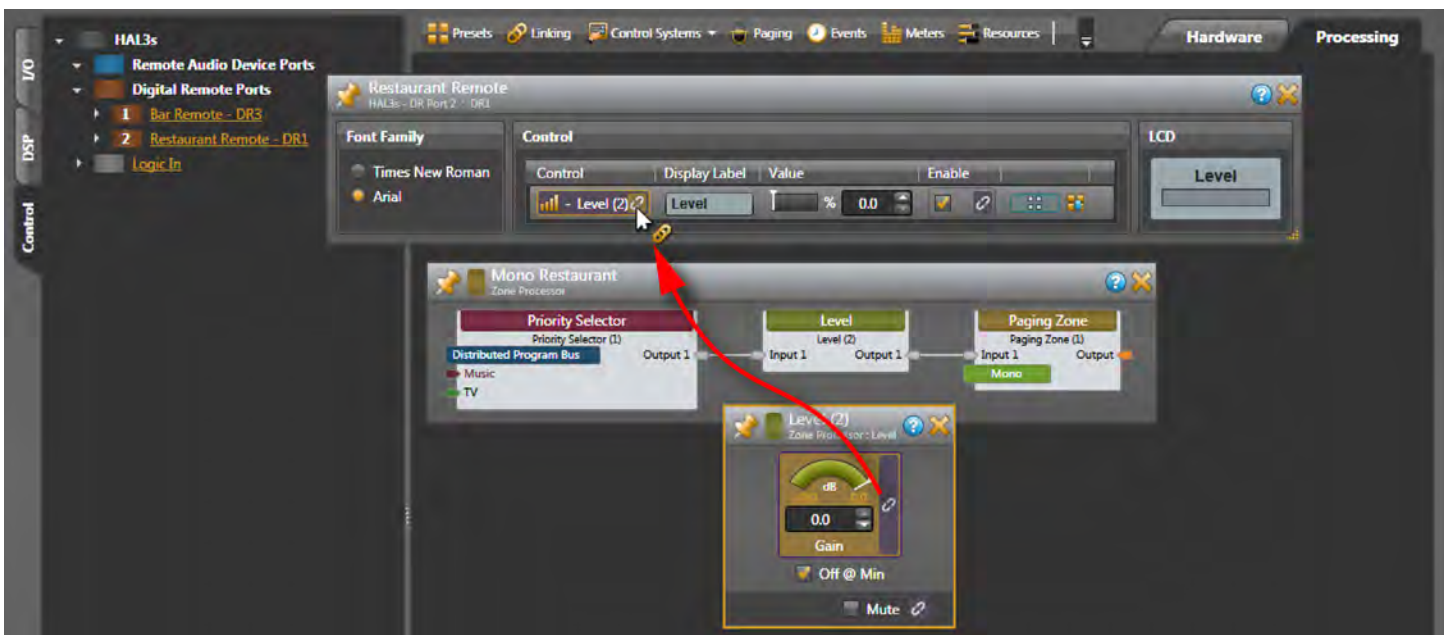 Presets Linking Control Systems Paging Events Meters Resources
Hardware Processing
I/O
DSP
Control
HAL3s
Remote Audio Device Ports
Digital Remote Ports
1 Bar Remote - DR3
2 Restaurant Remote - DR1
Logic In
Restaurant Remote
HAL3s - DR Port 2 : DR1
Font Family
Times New Roman
Arial
Control
Control Display Label Value Enable
- Level (2) Level % 0.0
LCD
Level
Mono Restaurant
Zone Processor
Priority Selector
Priority Selector (1)
Distributed Program Bus Output 1
Music
TV
Level
Level (2)
Input 1 Output 1
Paging Zone
Paging Zone (1)
Input 1 Output
Mono
Level (2)
Zone Processor : Level
dB
0.0
Gain
Off @ Min
Mute